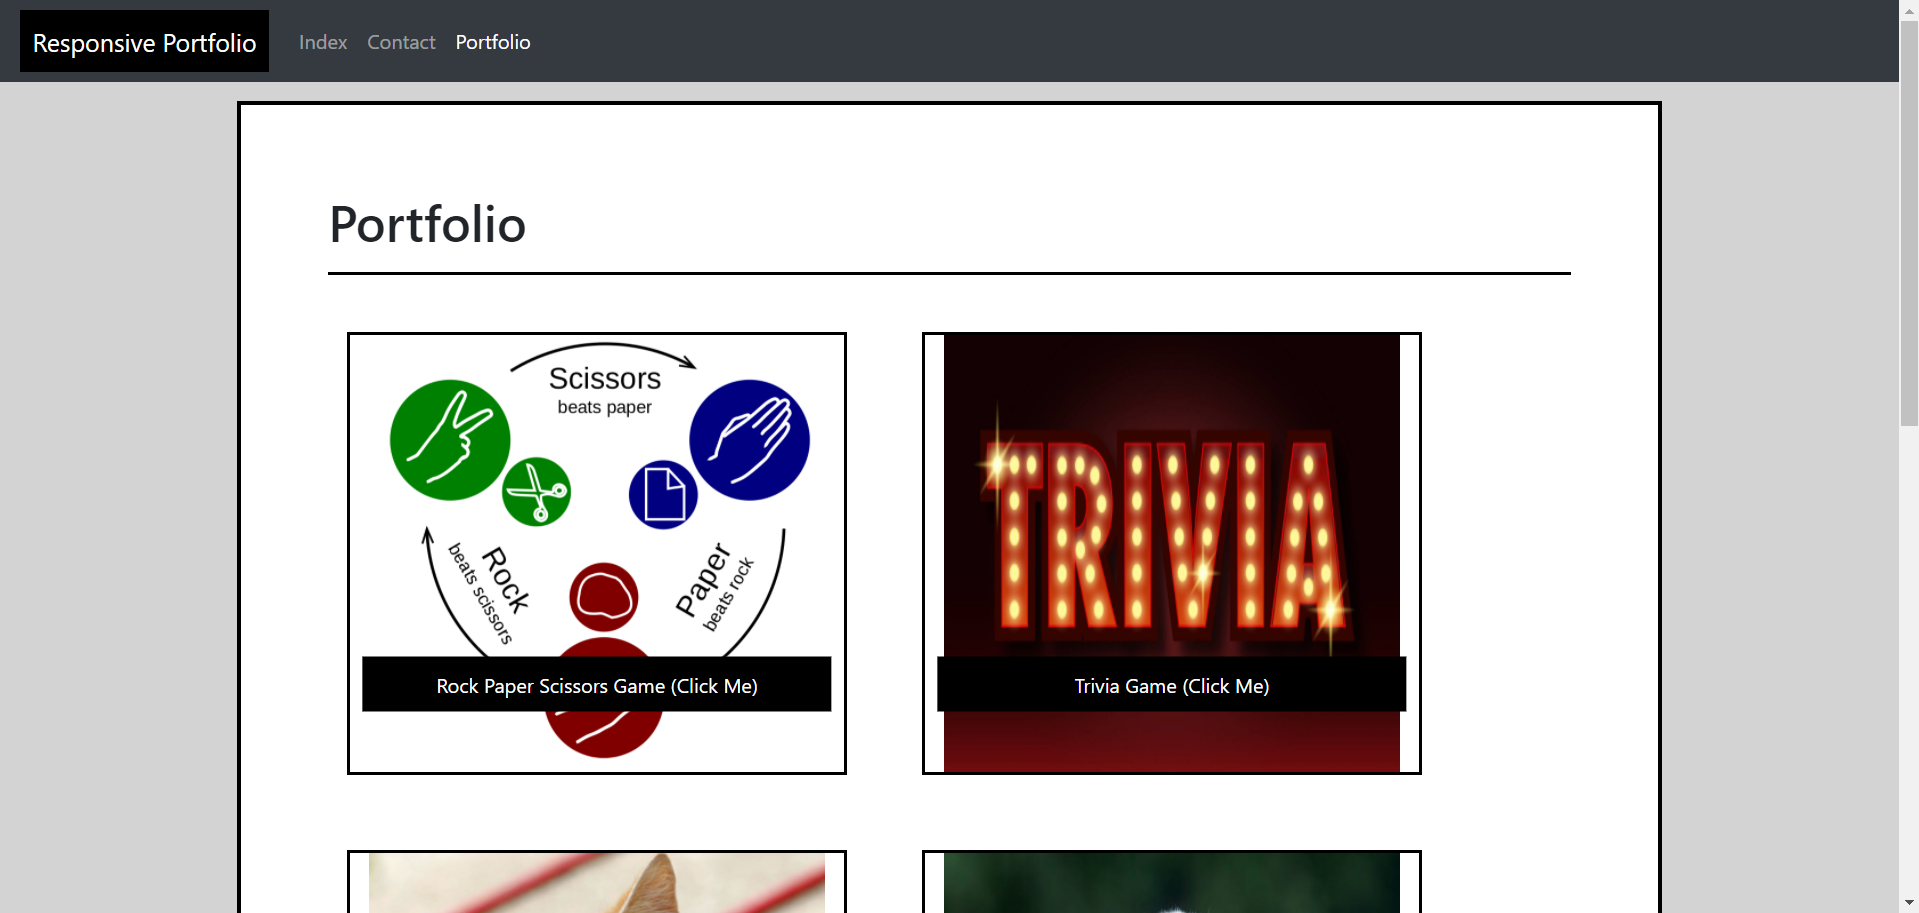 Responsive Portfolio Index Contact Portfolio
Portfolio
Scissors
beats paper
Rock
beats scissors
Paper
beats rock
Rock Paper Scissors Game (Click Me)
TRIVIA
Trivia Game (Click Me)